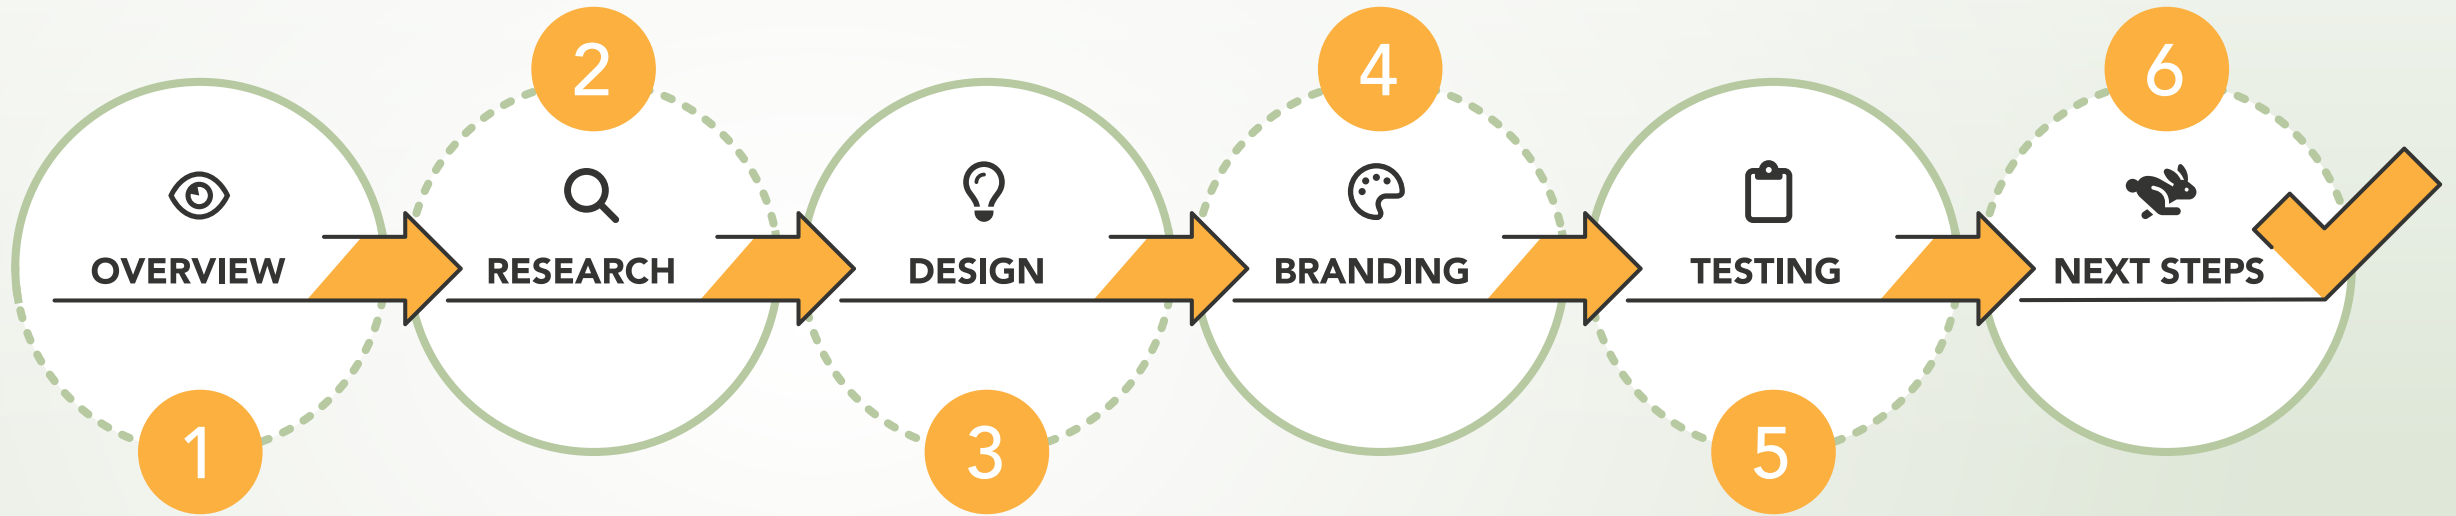 1
OVERVIEW
2
RESEARCH
3
DESIGN
4
BRANDING
5
TESTING
6
NEXT STEPS